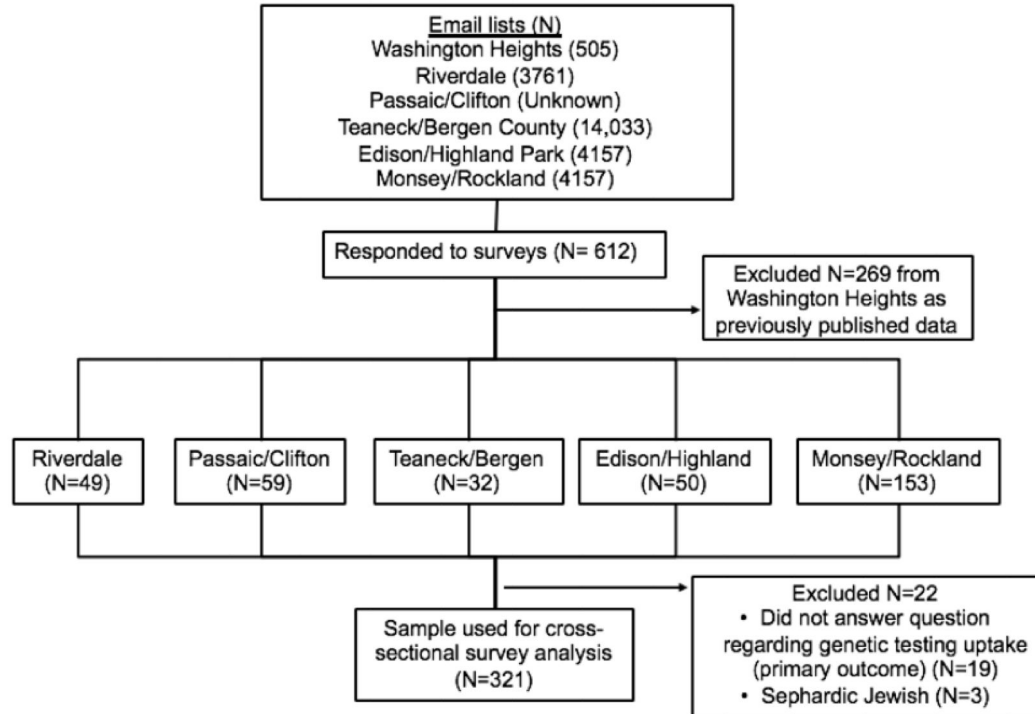 Email lists (N)
Washington Heights (505)
Riverdale (3761)
Passaic/Clifton (Unknown)
Teaneck/Bergen County (14,033)
Edison/Highland Park (4157)
Monsey/Rockland (4157)
Responded to surveys (N= 612)
Excluded N=269 from
Washington Heights as
previously published data
Riverdale
(N=49)
Passaic/Clifton
(N=59)
Teaneck/Bergen
(N=32)
Edison/Highland
(N=50)
Monsey/Rockland
(N=153)
Excluded N=22
• Did not answer question
regarding genetic testing uptake
(primary outcome) (N=19)
• Sephardic Jewish (N=3)
Sample used for cross-
sectional survey analysis
(N=321)